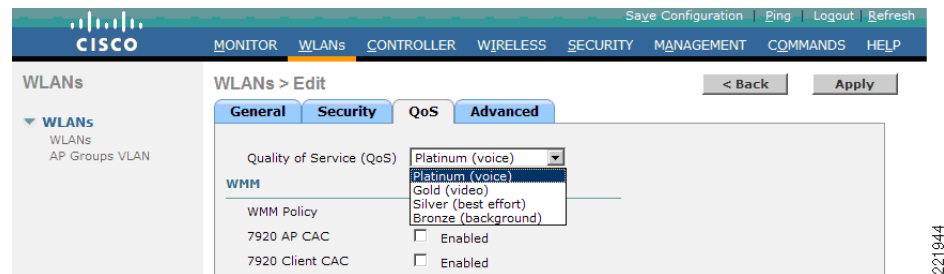 Save Configuration | Ping | Logout | Refresh
CISCO
MONITOR WLANs CONTROLLER WIRELESS SECURITY MANAGEMENT COMMANDS HELP
WLANs
WLANs > Edit
< Back
Apply
General Security QoS Advanced
WLANs
WLANs
AP Groups VLAN
Quality of Service (QoS) Platinum (voice)
Platinum (voice)
Gold (video)
Silver (best effort)
Bronze (background)
WMM
WMM Policy
7920 AP CAC Enabled
7920 Client CAC Enabled
221944